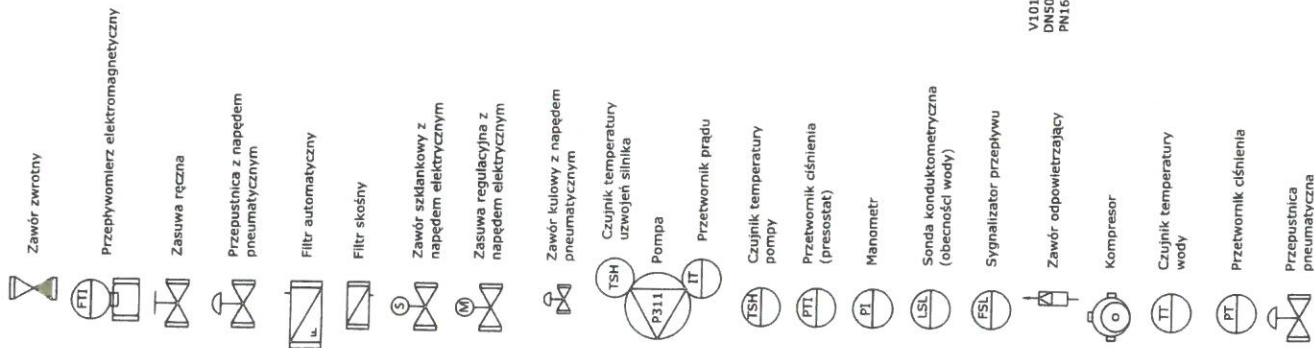 Zawór zwrotny
FTI
Przepływomierz elektromagnetyczny
Zasuwa ręczna
Przepustnica z napędem
pneumatycznym
F
Filtr automatyczny
Filtr skośny
S
Zawór szklankowy z
napędem elektrycznym
M
Zasuwa regulacyjna z
napędem elektrycznym
Zawór kulowy z napędem
pneumatycznym
TSH
Czujnik temperatury
uzwojeń silnika
P311
Pompa
IT
Przetwornik prądu
TSH
Czujnik temperatury
pompy
PTI
Przetwornik ciśnienia
(presostat)
PI
Manometr
LSL
Sonda konduktometryczna
(obecności wody)
FSL
Sygnalizator przepływu
Zawór odpowietrzający
V101
DN50
PN16
Kompresor
TT
Czujnik temperatury
wody
PT
Przetwornik ciśnienia
Przepustnica
pneumatyczna